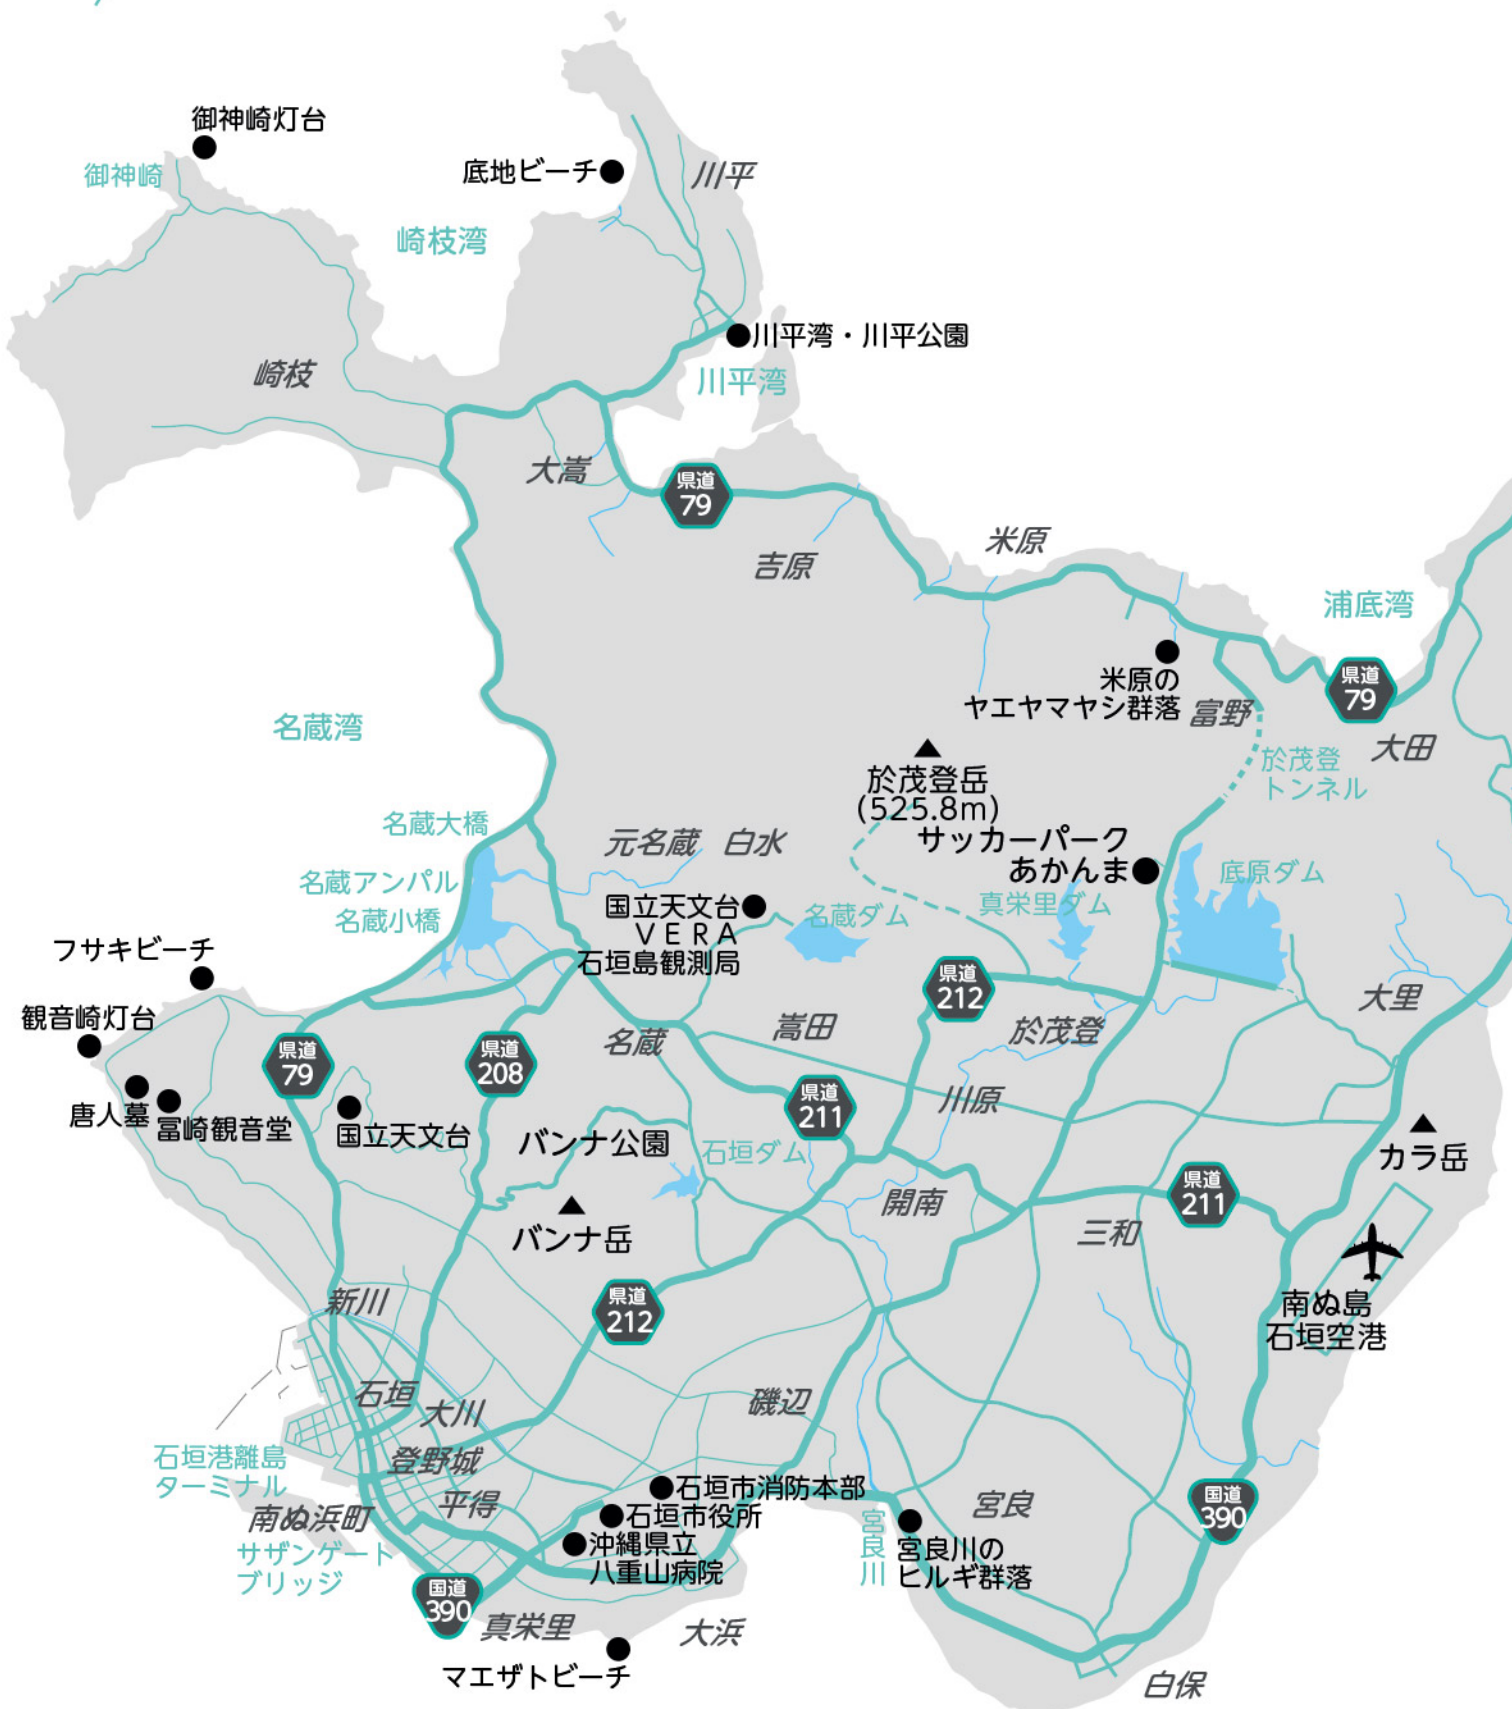 御神崎灯台
御神崎
底地ビーチ
川平
崎枝湾
川平湾・川平公園
崎枝
川平湾
大嵩
県道
79
吉原
米原
浦底湾
米原の
ヤエヤマヤシ群落
富野
県道
79
大田
名蔵湾
於茂登
トンネル
於茂登岳
(525.8m)
名蔵大橋
元名蔵
白水
サッカーパーク
あかんま
底原ダム
名蔵アンパル
名蔵小橋
国立天文台
ＶＥＲＡ
石垣島観測局
名蔵ダム
真栄里ダム
フサキビーチ
県道
212
大里
観音崎灯台
県道
79
県道
208
名蔵
嵩田
於茂登
唐人墓
冨崎観音堂
国立天文台
バンナ公園
県道
211
川原
石垣ダム
カラ岳
バンナ岳
開南
三和
県道
211
新川
県道
212
南ぬ島
石垣空港
石垣
大川
磯辺
石垣港離島
ターミナル
登野城
南ぬ浜町
平得
石垣市消防本部
石垣市役所
沖縄県立
八重山病院
宮良川
宮良
宮良川の
ヒルギ群落
国道
390
サザンゲート
ブリッジ
国道
390
真栄里
大浜
マエザトビーチ
白保